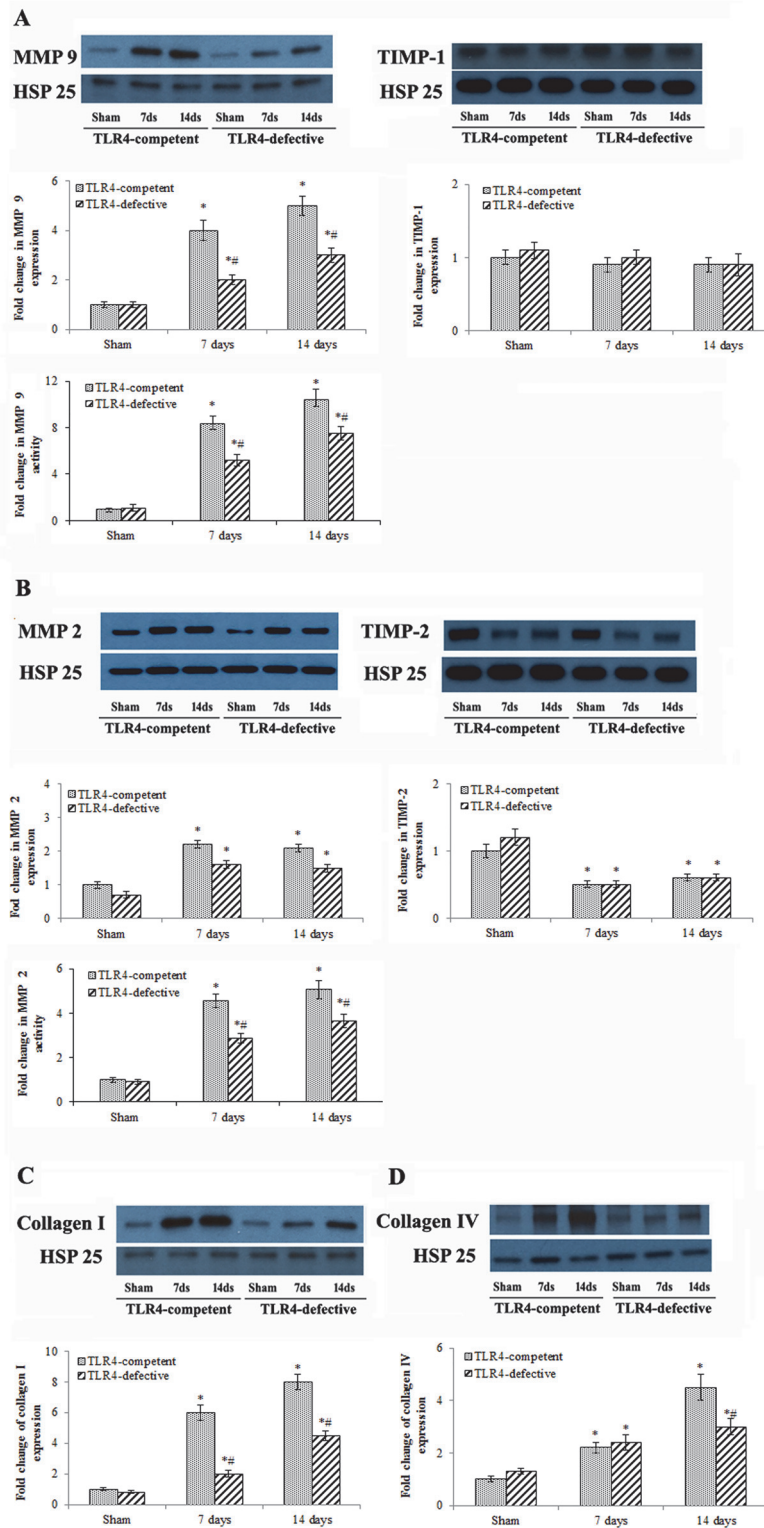 A
MMP 9
HSP 25
Sham 7ds 14ds Sham 7ds 14ds
TLR4-competent TLR4-defective
TIMP-1
HSP 25
Sham 7ds 14ds Sham 7ds 14ds
TLR4-competent TLR4-defective
Fold change in MMP 9
expression
6
4
2
0
TLR4-competent
TLR4-defective
* *# * *#
Sham 7 days 14 days
Fold change in TIMP-1
expression
2
1
0
TLR4-competent
TLR4-defective
Sham 7 days 14 days
Fold change in MMP 9
activity
12
8
4
0
TLR4-competent
TLR4-defective
* *# * *#
Sham 7 days 14 days
B
MMP 2
HSP 25
Sham 7ds 14ds Sham 7ds 14ds
TLR4-competent TLR4-defective
TIMP-2
HSP 25
Sham 7ds 14ds Sham 7ds 14ds
TLR4-competent TLR4-defective
Fod change in MMP 2
expression
4
3
2
1
0
TLR4-competent
TLR4-defective
* * * *
Sham 7 days 14 days
Fold change in TIMP-2
expression
2
1
0
TLR4-competent
TLR4-defective
* * * *
Sham 7 days 14 days
Fold change in MMP 2
activity
6
4
2
0
TLR4-competent
TLR4-defective
* *# * *#
Sham 7 days 14 days
C
Collagen I
HSP 25
Sham 7ds 14ds Sham 7ds 14ds
TLR4-competent TLR4-defective
Fold change of collagen I
expression
10
8
6
4
2
0
TLR4-competent
TLR4-defective
* *# * *#
Sham 7 days 14 days
D
Collagen IV
HSP 25
Sham 7ds 14ds Sham 7ds 14ds
TLR4-competent TLR4-defective
Fold change of collagen IV
expression
6
4
2
0
TLR4-competent
TLR4-defective
* * * *#
Sham 7 days 14 days